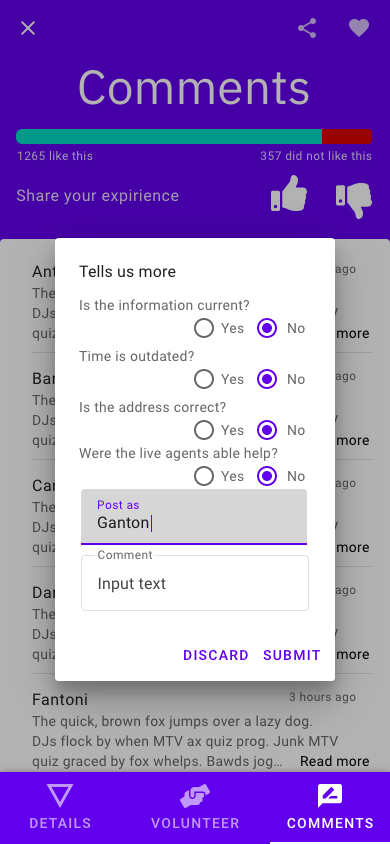 Comments
1265 like this
357 did not like this
Share your expirience
Ant
ago
The
DJs
quiz
more
Tells us more
Is the information current?
Yes
No
Time is outdated?
Yes
No
Is the address correct?
Yes
No
Were the live agents able help?
Yes
No
Post as
Ganton
Comment
Input text
DISCARD
SUBMIT
Bar
ago
The
DJs
quiz
more
Car
ago
The
DJs
quiz
more
Dar
ago
The
DJs
quiz
more
Fantoni
3 hours ago
The quick, brown fox jumps over a lazy dog.
DJs flock by when MTV ax quiz prog. Junk MTV
quiz graced by fox whelps. Bawds jog...
Read more
DETAILS
VOLUNTEER
COMMENTS